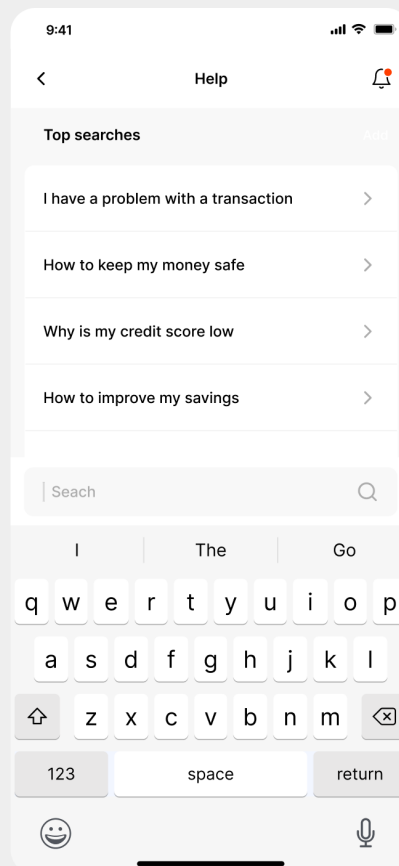 9:41
Help
Top searches
Add
I have a problem with a transaction
How to keep my money safe
Why is my credit score low
How to improve my savings
Seach
I The Go
q w e r t y u i o p
a s d f g h j k l
z x c v b n m
123 space return